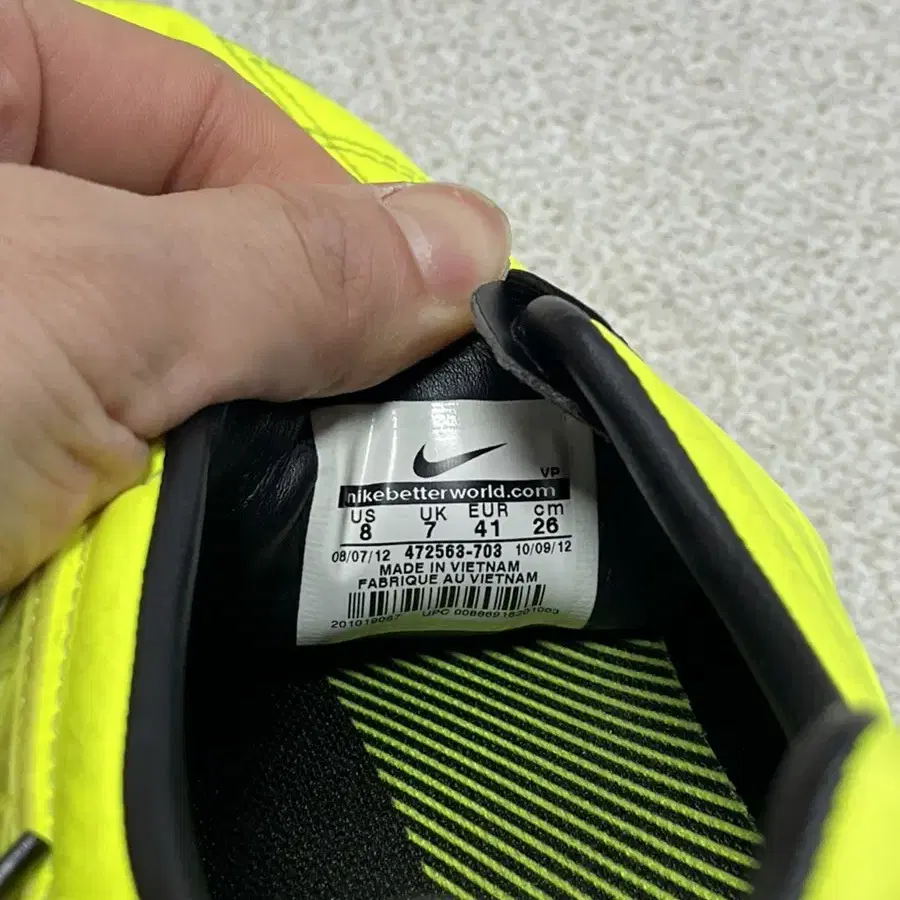 VP
nikebetterworld.com
US UK EUR cm
8 7 41 26
08/07/12 472563-703 10/09/12
MADE IN VIETNAM
FABRIQUE AU VIETNAM
UPC